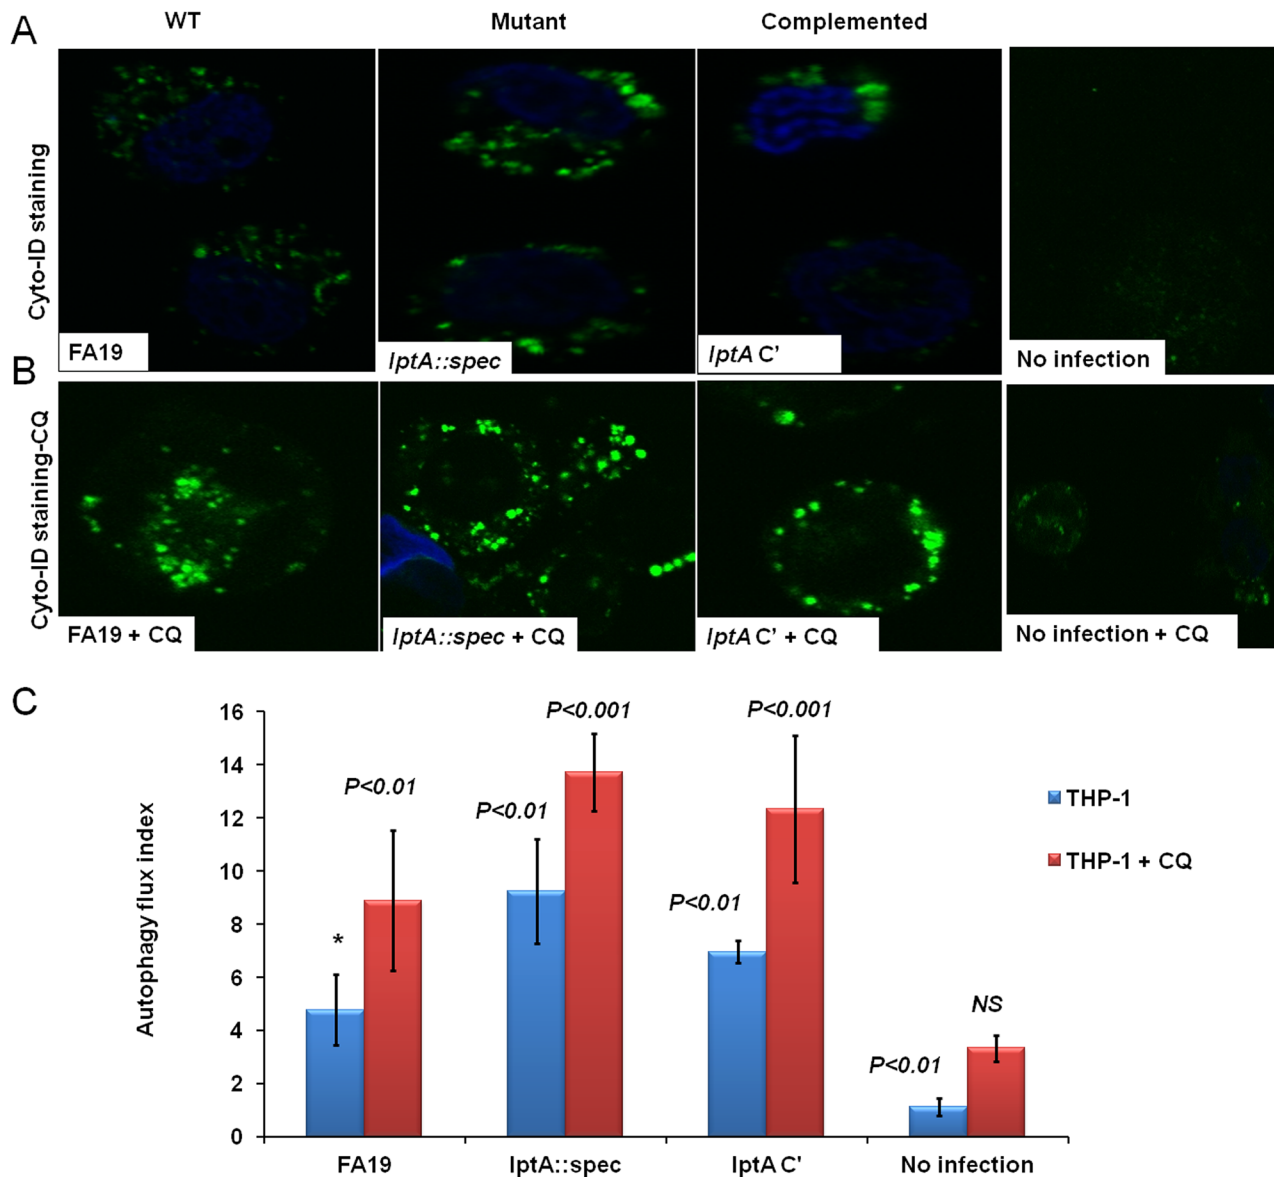 A
WT
Mutant
Complemented
Cyto-ID staining
FA19
lptA::spec
lptA C'
No infection
B
Cyto-ID staining-CQ
FA19 + CQ
lptA::spec + CQ
lptA C' + CQ
No infection + CQ
C
Autophagy flux index
16
14
12
10
8
6
4
2
0
*
P<0.01
P<0.01
P<0.001
P<0.01
P<0.001
P<0.01
NS
THP-1
THP-1 + CQ
FA19
lptA::spec
lptA C'
No infection